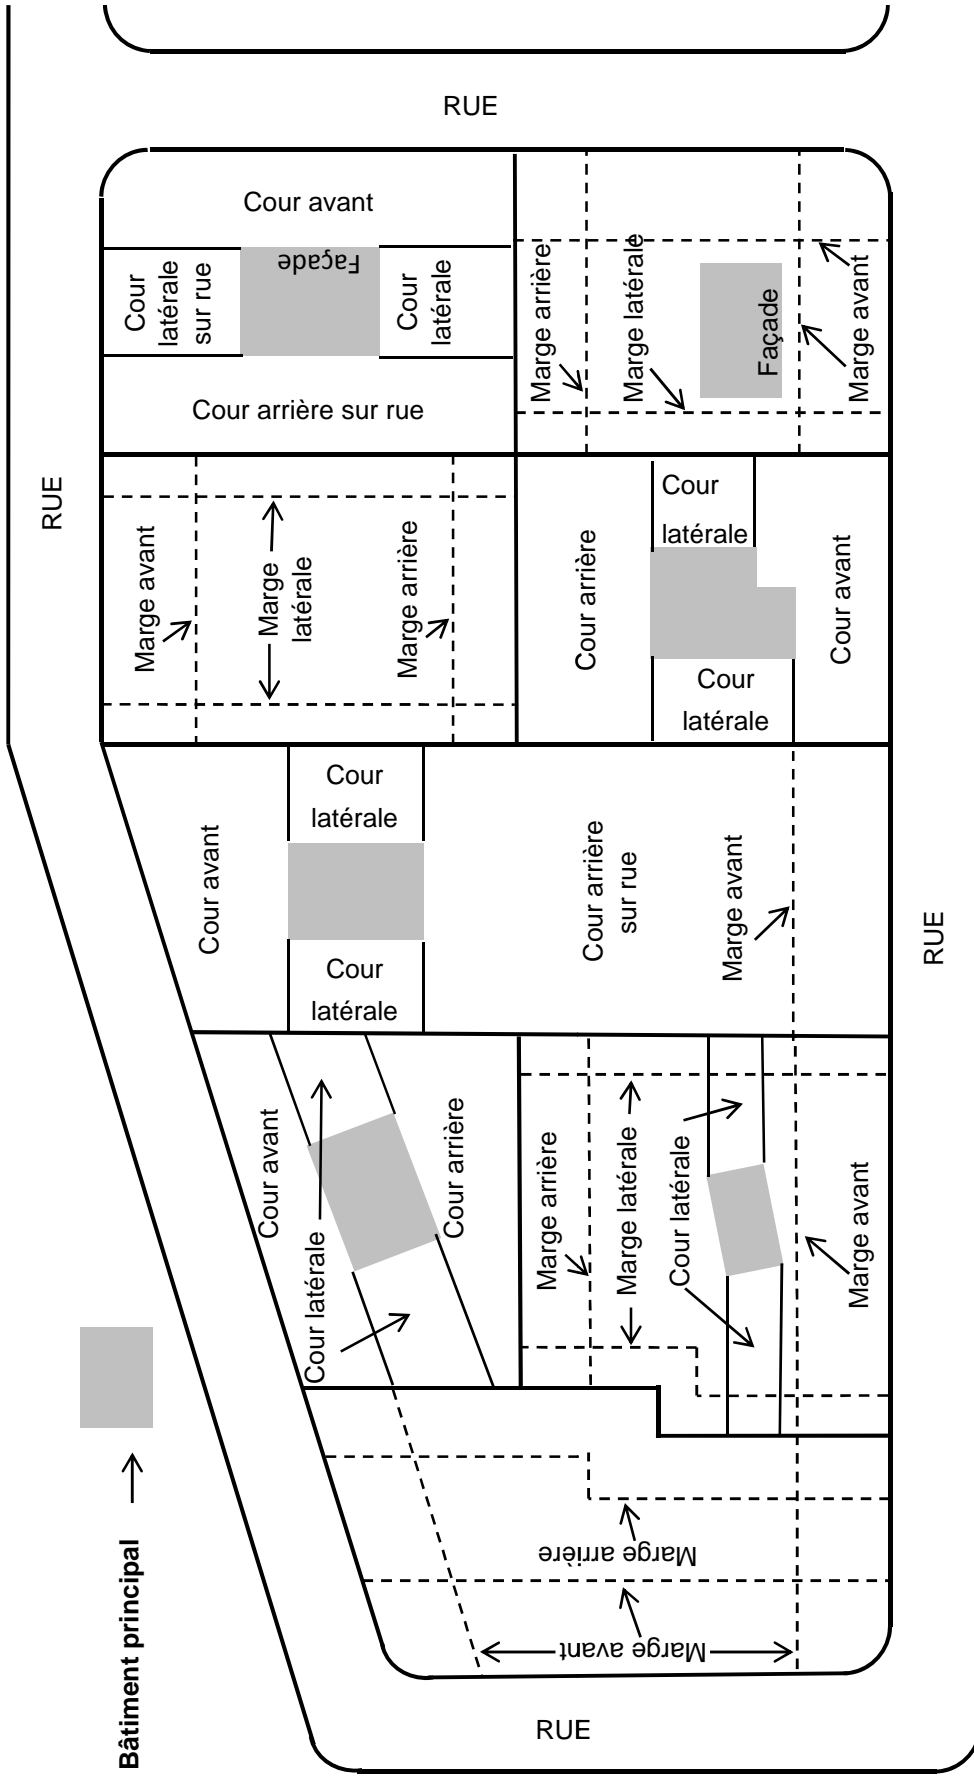 RUE
Cour avant
Façade
Cour
latérale
sur rue
Cour
latérale
Cour arrière sur rue
Marge arrière
Marge latérale
Façade
Marge avant
RUE
Marge avant
Marge
latérale
Marge arrière
Cour arrière
Cour
latérale
Cour
latérale
Cour avant
Cour avant
Cour
latérale
Cour
latérale
Cour arrière
sur rue
Marge avant
RUE
Cour avant
Cour latérale
Cour arrière
Marge arrière
Marge latérale
Cour latérale
Marge avant
Marge arrière
Marge avant
Bâtiment principal
RUE